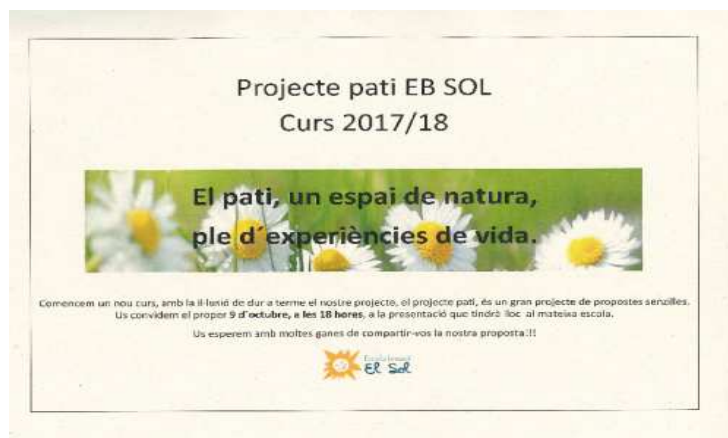 Projecte pati EB SOL
Curs 2017/18
El pati, un espai de natura,
ple d´experiències de vida.
Comencem un nou curs, amb la il·lusió de dur a terme el nostre projecte, el projecte pati, és un gran projecte de propostes senzilles.
Us convidem el proper 9 d´octubre, a les 18 hores, a la presentació que tindrà lloc al mateixa escola.
Us esperem amb moltes ganes de compartir-vos la nostra proposta!!!
El Sol